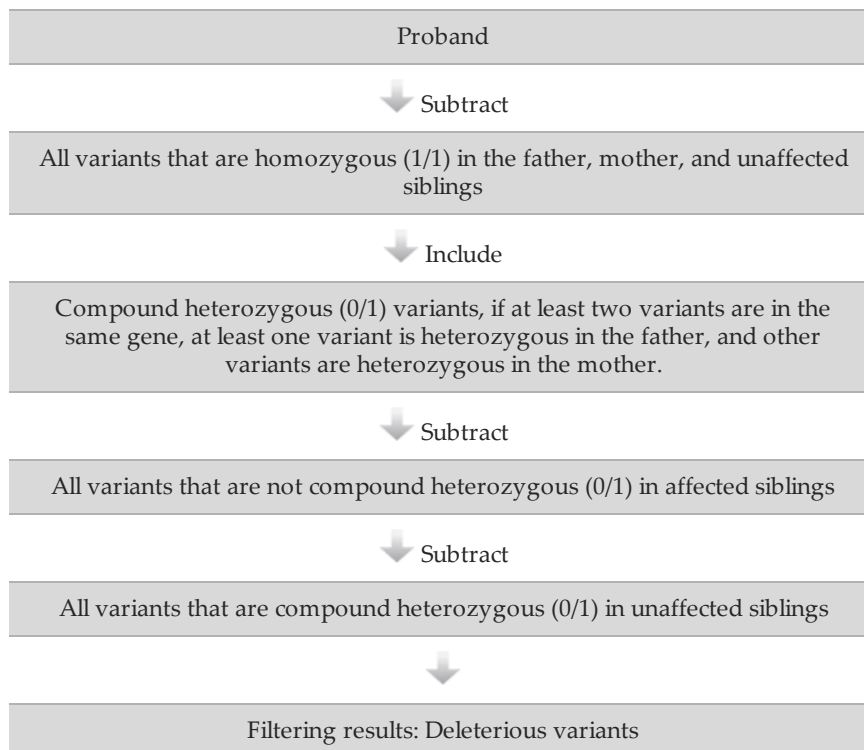 Proband
Subtract
All variants that are homozygous (1/1) in the father, mother, and unaffected
siblings
Include
Compound heterozygous (0/1) variants, if at least two variants are in the
same gene, at least one variant is heterozygous in the father, and other
variants are heterozygous in the mother.
Subtract
All variants that are not compound heterozygous (0/1) in affected siblings
Subtract
All variants that are compound heterozygous (0/1) in unaffected siblings
Filtering results: Deleterious variants